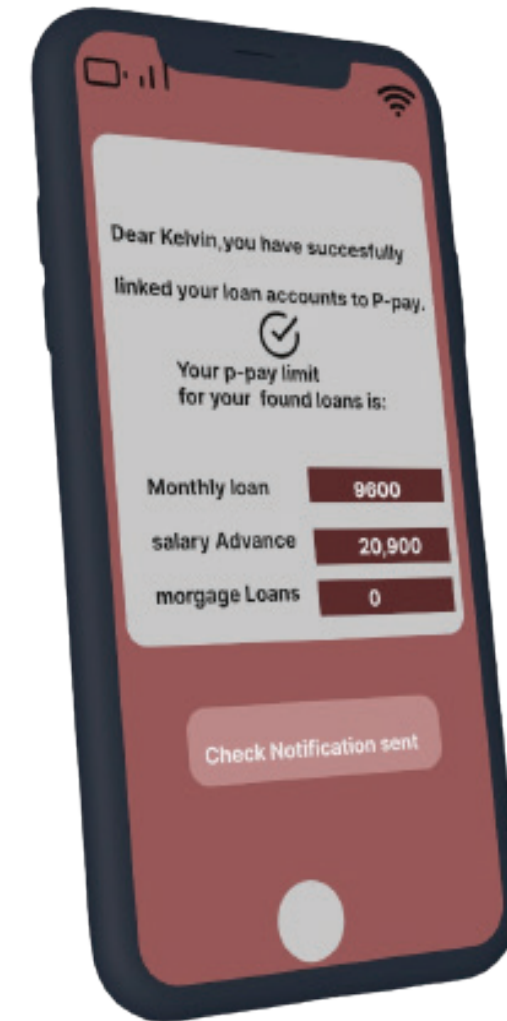 Dear Kelvin,you have succesfully
linked your loan accounts to P-pay.
Your p-pay limit
for your found loans is:
Monthly loan 9600
salary Advance 20,900
morgage Loans 0
Check Notification sent